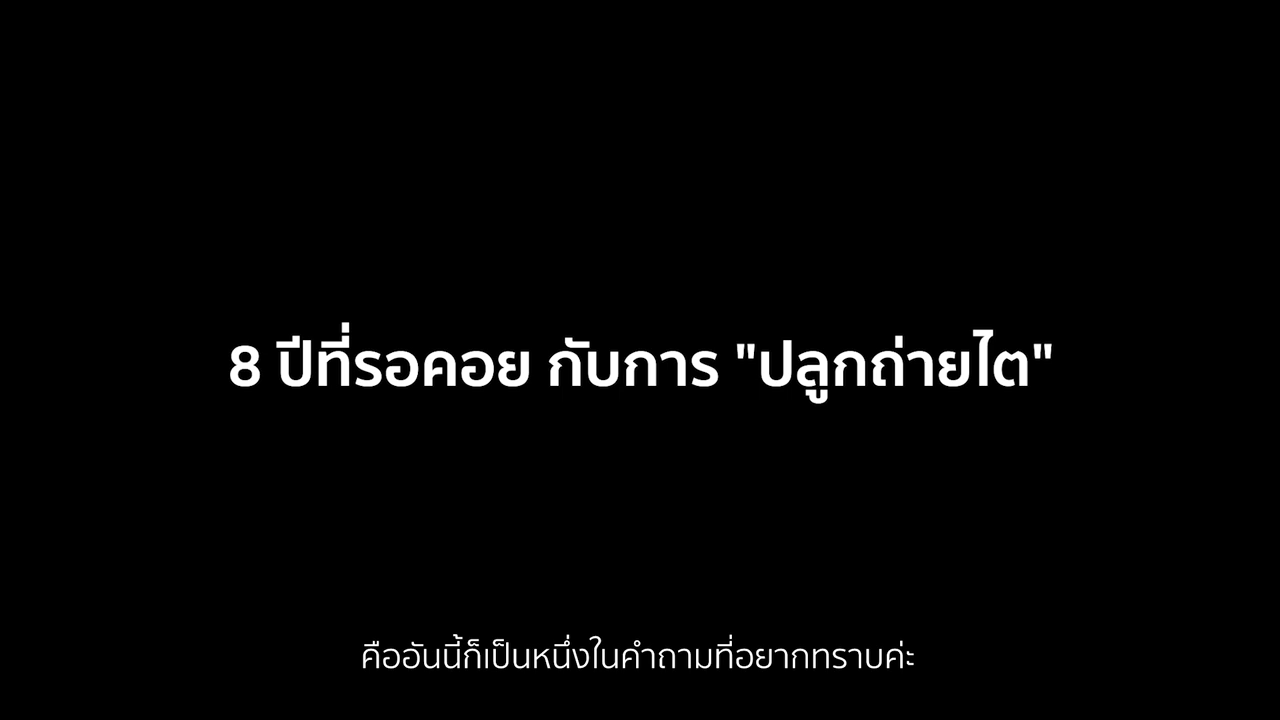 8 ปีที่รอคอย กับการ "ปลูกถ่ายไต"
คืออันนี้ก็เป็นหนึ่งในคำถามที่อยากทราบค่ะ